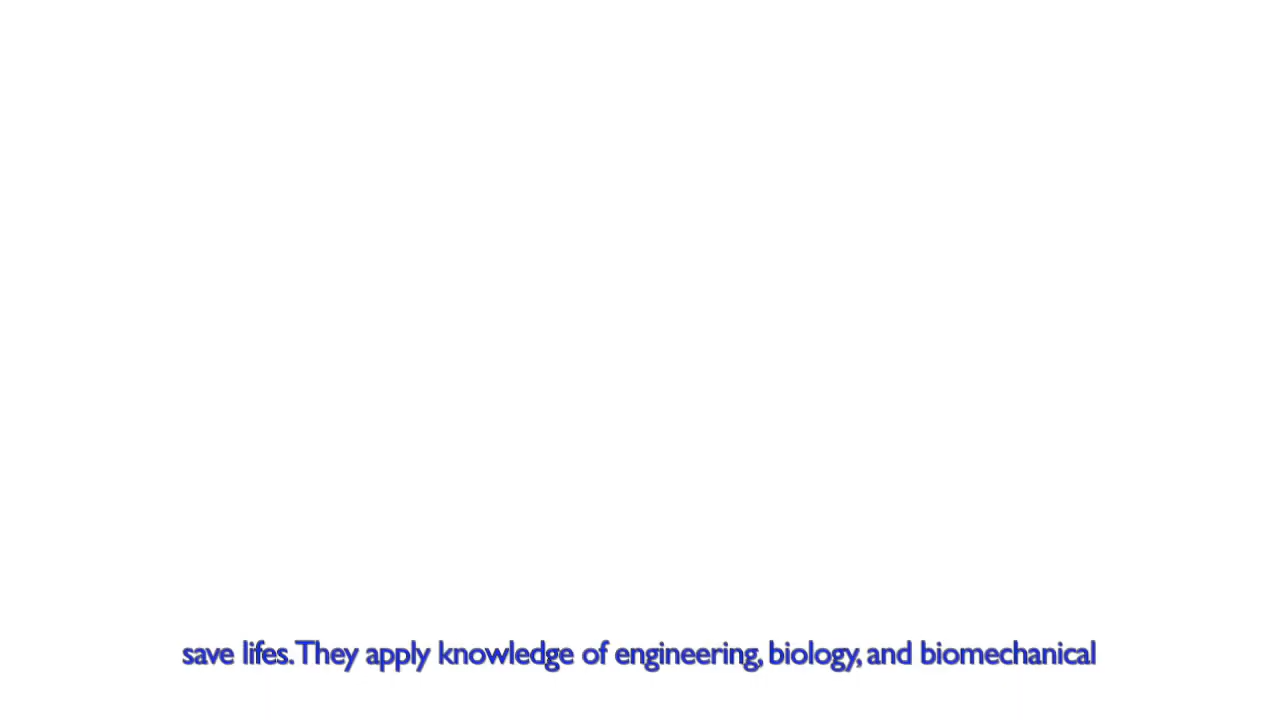 save lifes. They apply knowledge of engineering, biology, and biomechanical